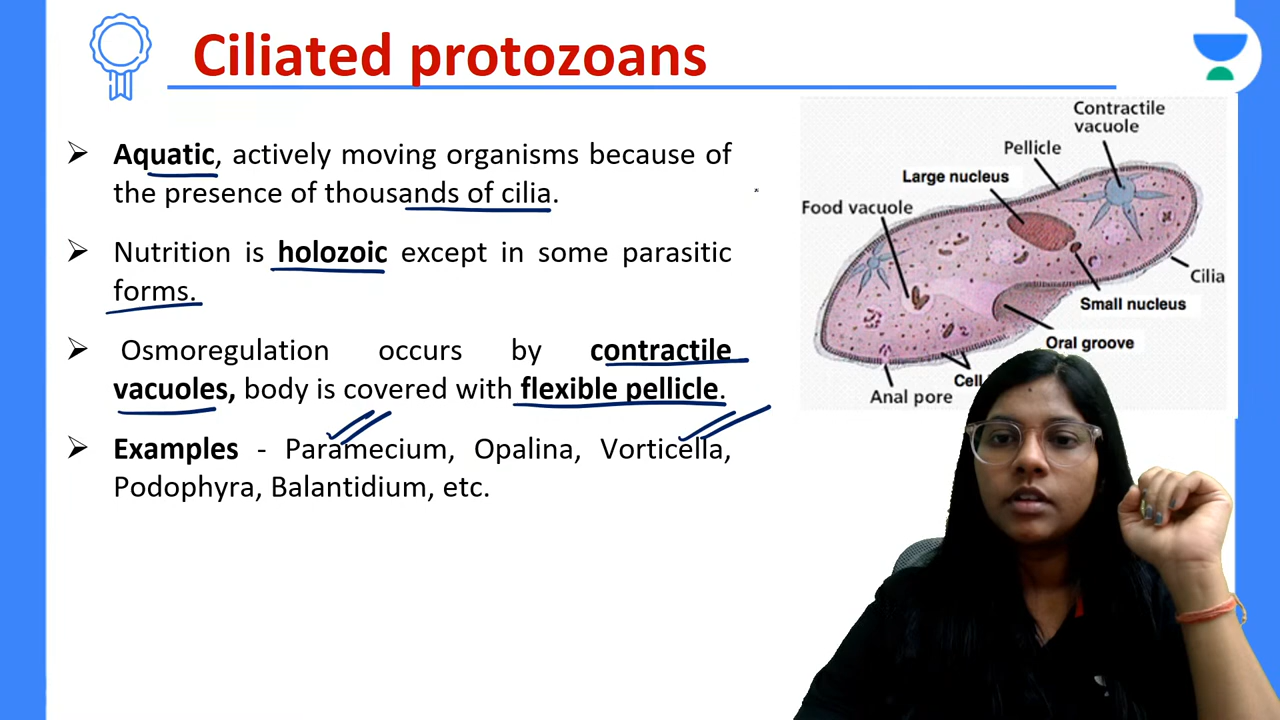 Ciliated protozoans
➢ Aquatic, actively moving organisms because of
the presence of thousands of cilia.
➢ Nutrition is holozoic except in some parasitic
forms.
➢ Osmoregulation occurs by contractile
vacuoles, body is covered with flexible pellicle.
➢ Examples - Paramecium, Opalina, Vorticella,
Podophyra, Balantidium, etc.
Contractile
vacuole
Pellicle
Large nucleus
Food vacuole
Cilia
Small nucleus
Oral groove
Cell
Anal pore